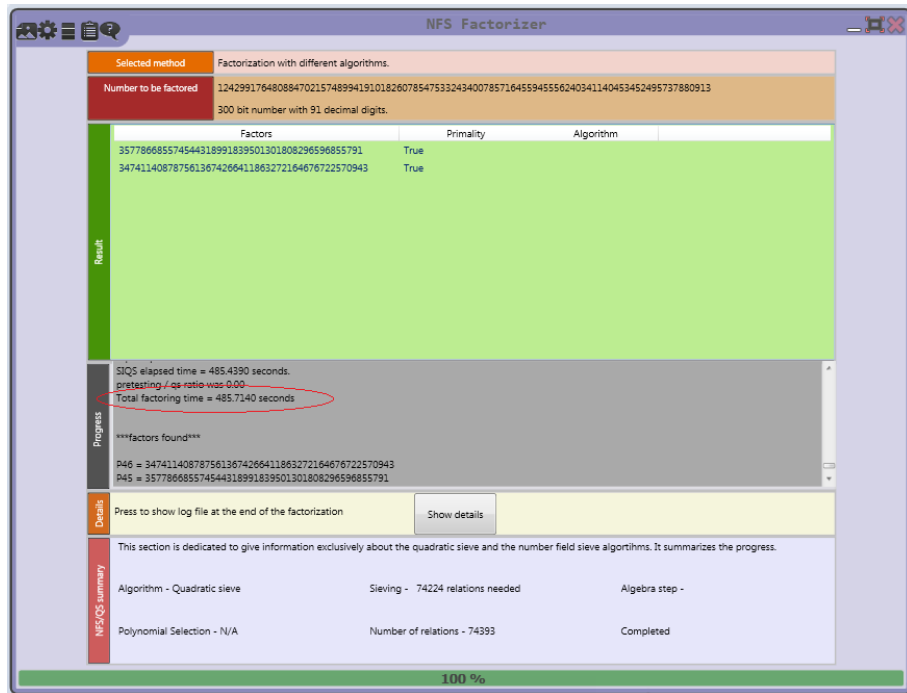 NFS Factorizer
Selected method
Factorization with different algorithms.
Number to be factored
1242991764808847021574899419101826078547533243400785716455945556240341140453452495737880913
300 bit number with 91 decimal digits.
Factors Primality Algorithm
357786685574544318991839501301808296596855791 True
3474114087875613674266411863272164676722570943 True
Result
SIQS elapsed time = 485.4390 seconds.
pretesting / qs ratio was 0.00
Total factoring time = 485.7140 seconds
***factors found***
P46 = 3474114087875613674266411863272164676722570943
P45 = 357786685574544318991839501301808296596855791
Progress
Details
Press to show log file at the end of the factorization
Show details
NFS/QS summary
This section is dedicated to give information exclusively about the quadratic sieve and the number field sieve algortihms. It summarizes the progress.
Algorithm - Quadratic sieve Sieving - 74224 relations needed Algebra step -
Polynomial Selection - N/A Number of relations - 74393 Completed
100 %